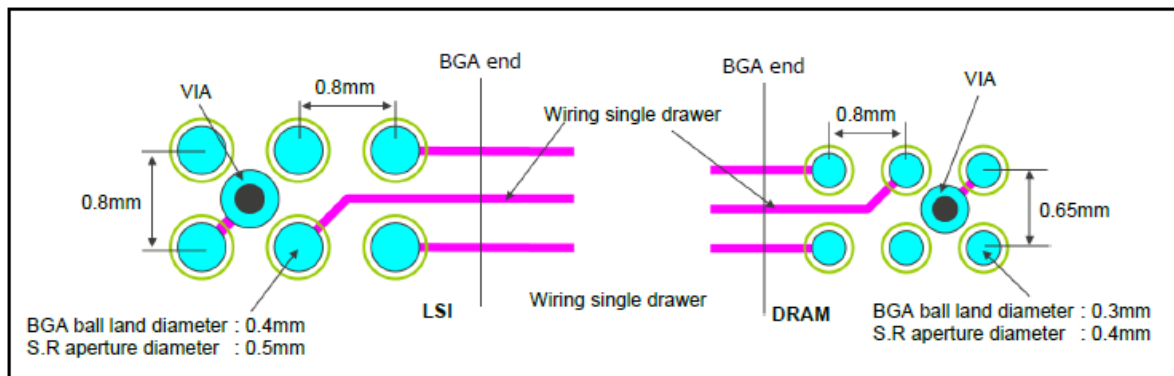 BGA end
BGA end
VIA
0.8mm
Wiring single drawer
0.8mm
VIA
0.8mm
0.65mm
Wiring single drawer
LSI
DRAM
BGA ball land diameter : 0.4mm
S.R aperture diameter  : 0.5mm
BGA ball land diameter : 0.3mm
S.R aperture diameter  : 0.4mm